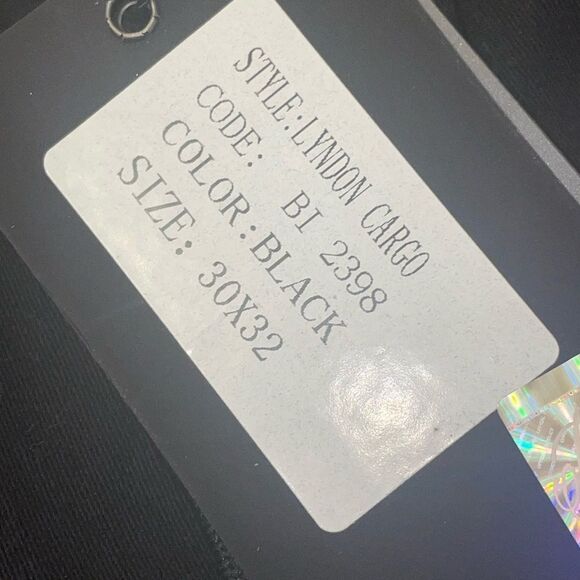 STYLE:LYNDON CARGO
CODE: BI 2398
COLOR:BLACK
SIZE: 30X32